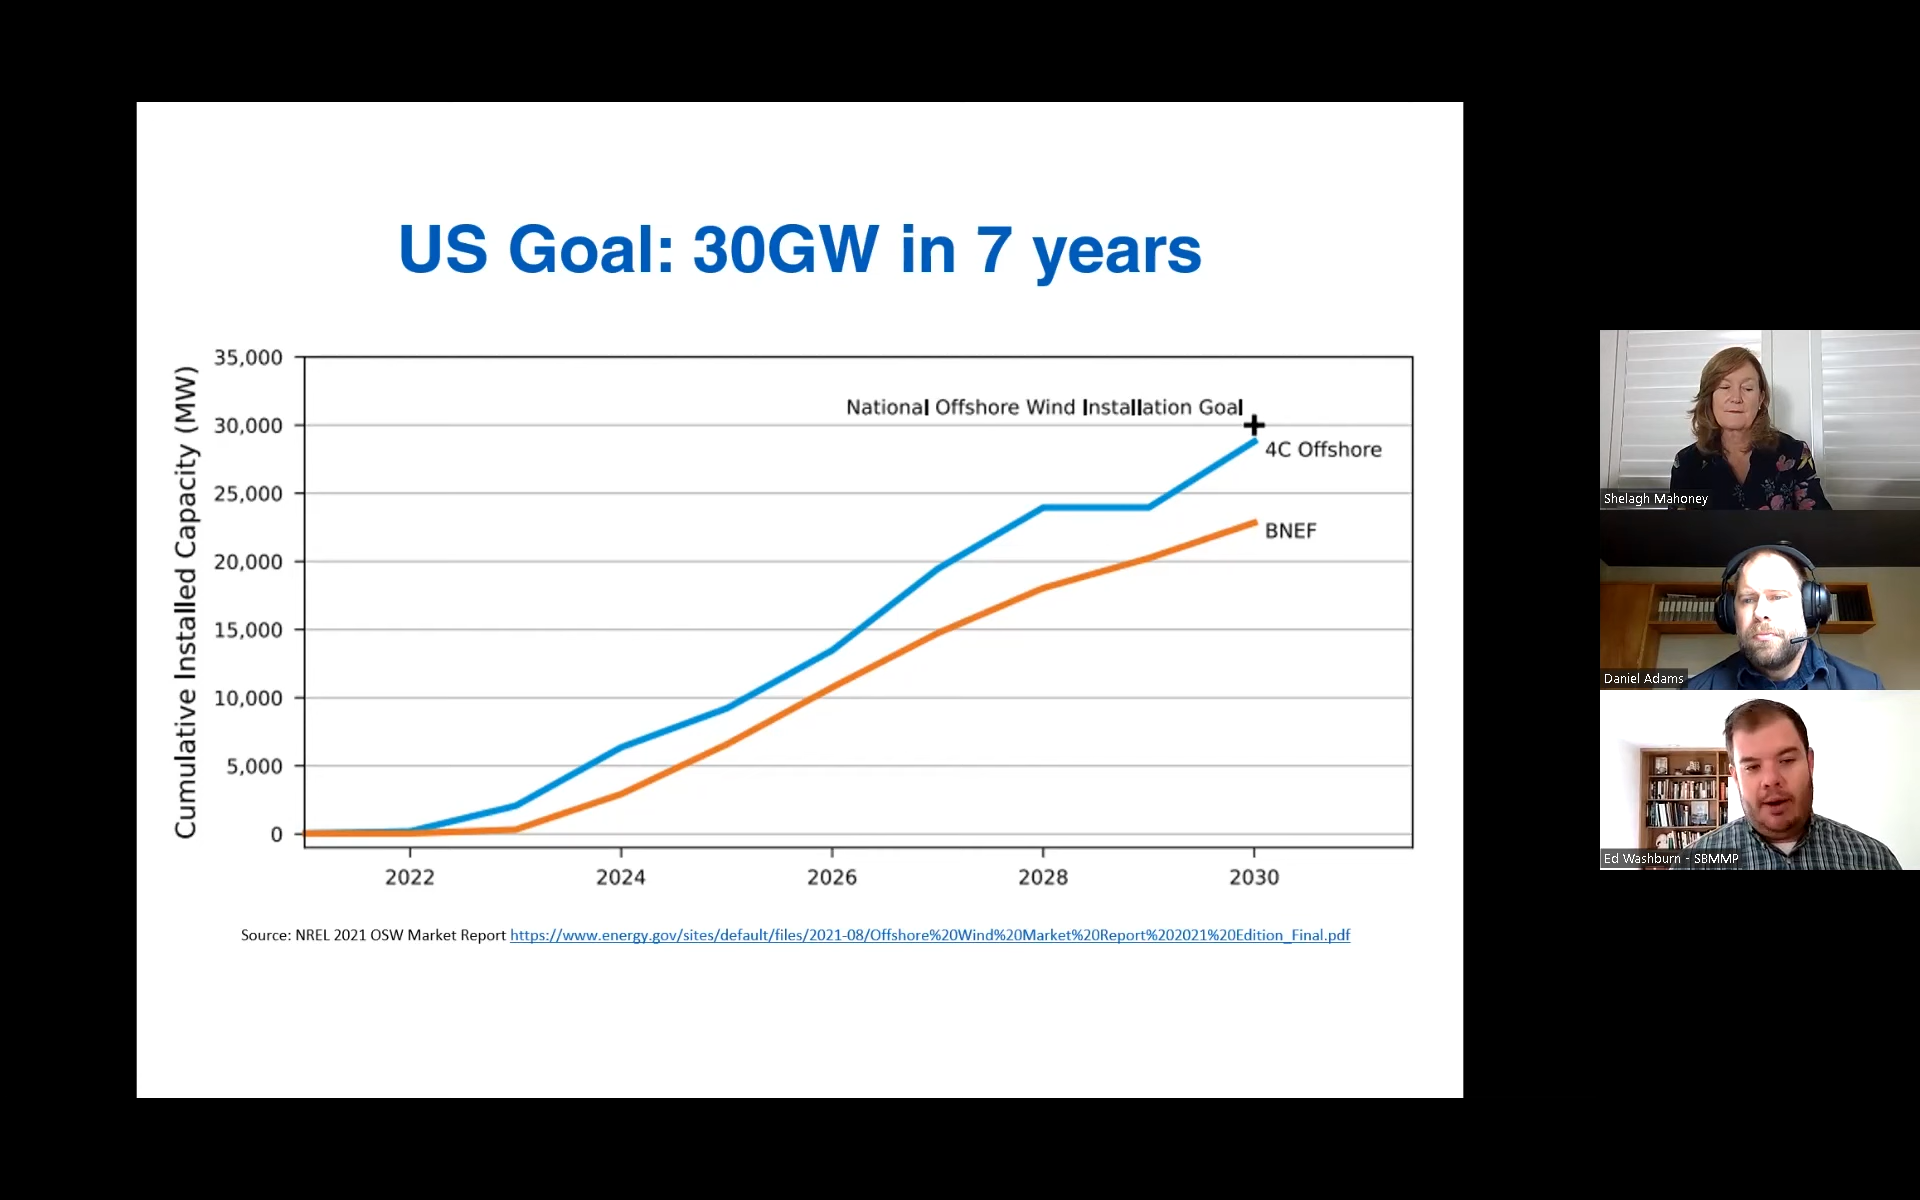 US Goal: 30GW in 7 years
Cumulative Installed Capacity (MW)
35,000
30,000
25,000
20,000
15,000
10,000
5,000
0
National Offshore Wind Installation Goal
4C Offshore
BNEF
2022 2024 2026 2028 2030
Source: NREL 2021 OSW Market Report https://www.energy.gov/sites/default/files/2021-08/Offshore%20Wind%20Market%20Report%202021%20Edition_Final.pdf
Shelagh Mahoney
Daniel Adams
Ed Washburn - SBMMP